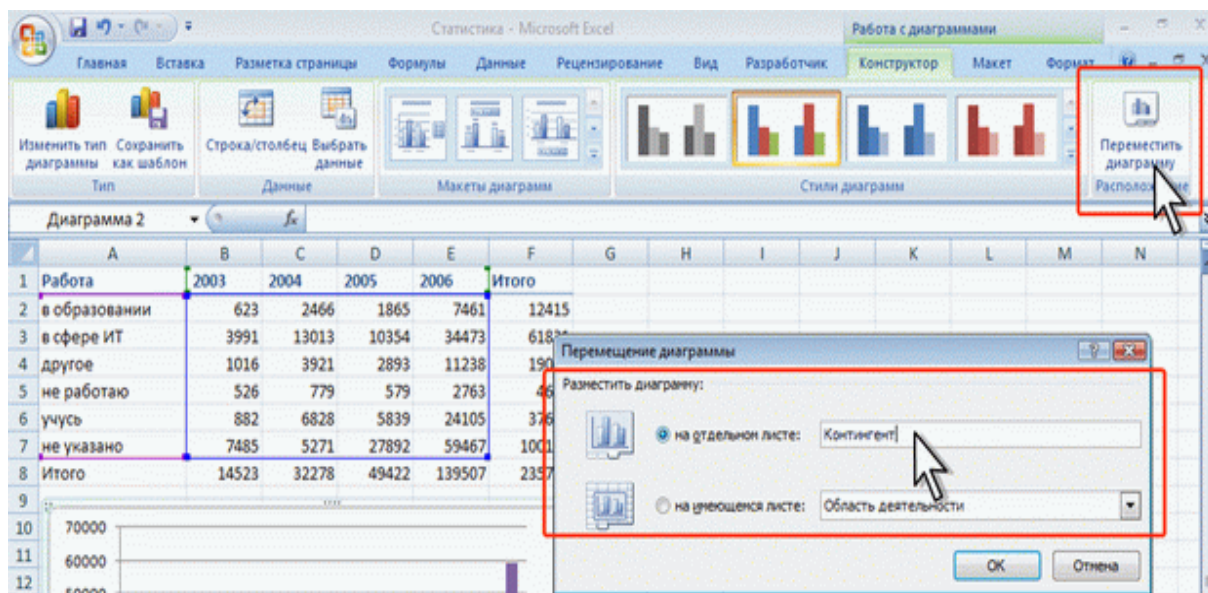 Статистика - Microsoft Excel Работа с диаграммами
Главная Вставка Разметка страницы Формулы Данные Рецензирование Вид Разработчик Конструктор Макет Формат
Изменить тип диаграммы Сохранить как шаблон Строка/столбец Выбрать данные Переместить диаграмму
Тип Данные Макеты диаграмм Стили диаграмм
Диаграмма 2 fx
A B C D E F G H I J K L M N
1 Работа 2003 2004 2005 2006 Итого
2 в образовании 623 2466 1865 7461 12415
3 в сфере ИТ 3991 13013 10354 34473
4 другое 1016 3921 2893 11238
5 не работаю 526 779 579 2763
6 учусь 882 6828 5839 24105
7 не указано 7485 5271 27892 59467
8 Итого 14523 32278 49422 139507
9
10 70000
11 60000
12
Перемещение диаграммы
Разместить диаграмму:
на отдельном листе: Контингент
на имеющемся листе: Область деятельности
ОК Отмена